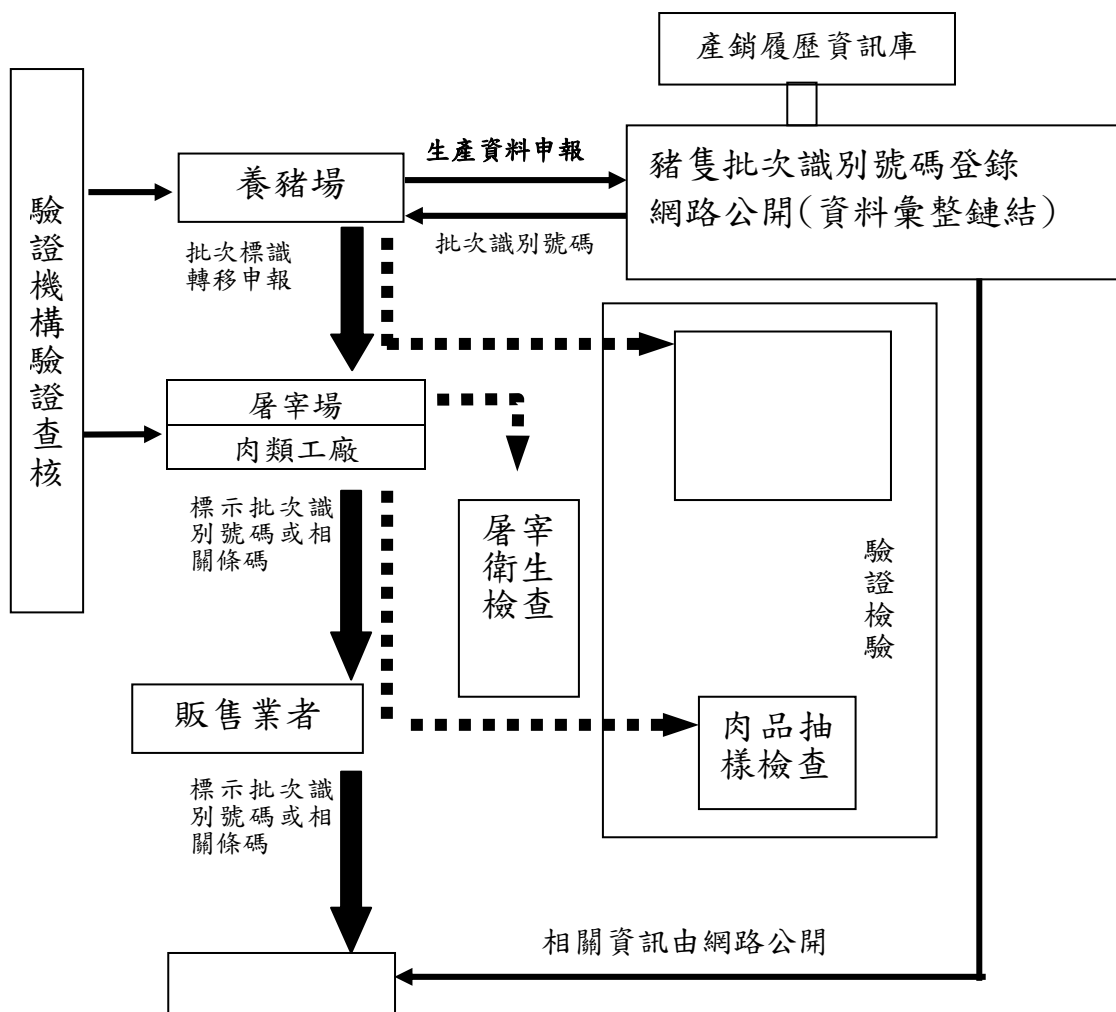 產銷履歷資訊庫
生產資料申報
豬隻批次識別號碼登錄
網路公開(資料彙整鏈結)
養豬場
批次識別號碼
驗證機構驗證查核
批次標識
轉移申報
屠宰場
肉類工廠
標示批次識
別號碼或相
關條碼
屠宰
衛生
檢查
驗證檢驗
販售業者
肉品抽
樣檢查
標示批次識
別號碼或相
關條碼
相關資訊由網路公開